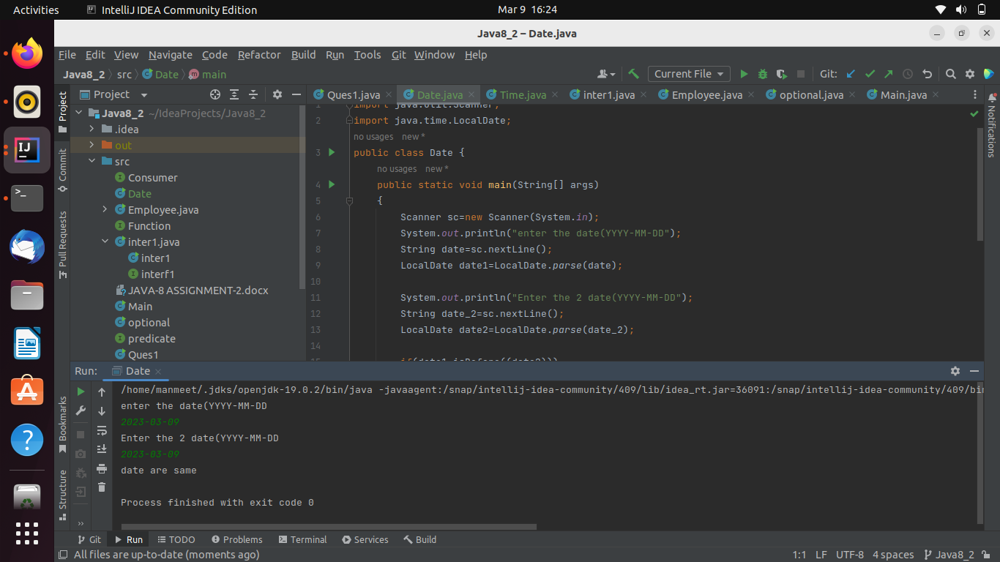 Activities IntelliJ IDEA Community Edition Mar 9 16:24
Java8_2 – Date.java
File Edit View Navigate Code Refactor Build Run Tools Git Window Help
Java8_2 src Date main Current File Git:
Project Ques1.java Date.java Time.java inter1.java Employee.java optional.java Main.java
Project
Commit
Pull Requests
Bookmarks
Structure
Notifications
Java8_2 ~/IdeaProjects/Java8_2
.idea
out
src
Consumer
Date
Employee.java
Function
inter1.java
inter1
interf1
JAVA-8 ASSIGNMENT-2.docx
Main
optional
predicate
Ques1
1 import java.util.Scanner;
2 import java.time.LocalDate;
no usages new *
3 public class Date {
no usages new *
4 public static void main(String[] args)
5 {
6 Scanner sc=new Scanner(System.in);
7 System.out.println("enter the date(YYYY-MM-DD");
8 String date=sc.nextLine();
9 LocalDate date1=LocalDate.parse(date);
10
11 System.out.println("Enter the 2 date(YYYY-MM-DD");
12 String date_2=sc.nextLine();
13 LocalDate date2=LocalDate.parse(date_2);
14
15 if(date1.isBefore((date2)))
Run: Date
/home/manmeet/.jdks/openjdk-19.0.2/bin/java -javaagent:/snap/intellij-idea-community/409/lib/idea_rt.jar=36091:/snap/intellij-idea-community/409/bin
enter the date(YYYY-MM-DD
2023-03-09
Enter the 2 date(YYYY-MM-DD
2023-03-09
date are same
Process finished with exit code 0
Git Run TODO Problems Terminal Services Build
All files are up-to-date (moments ago) 1:1 LF UTF-8 4 spaces Java8_2